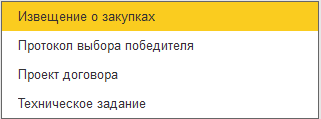 Извещение о закупках
Протокол выбора победителя
Проект договора
Техническое задание